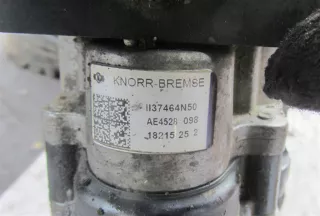 KNORR-BREMSE
II37464N50
AE4528 098
18215 25 2